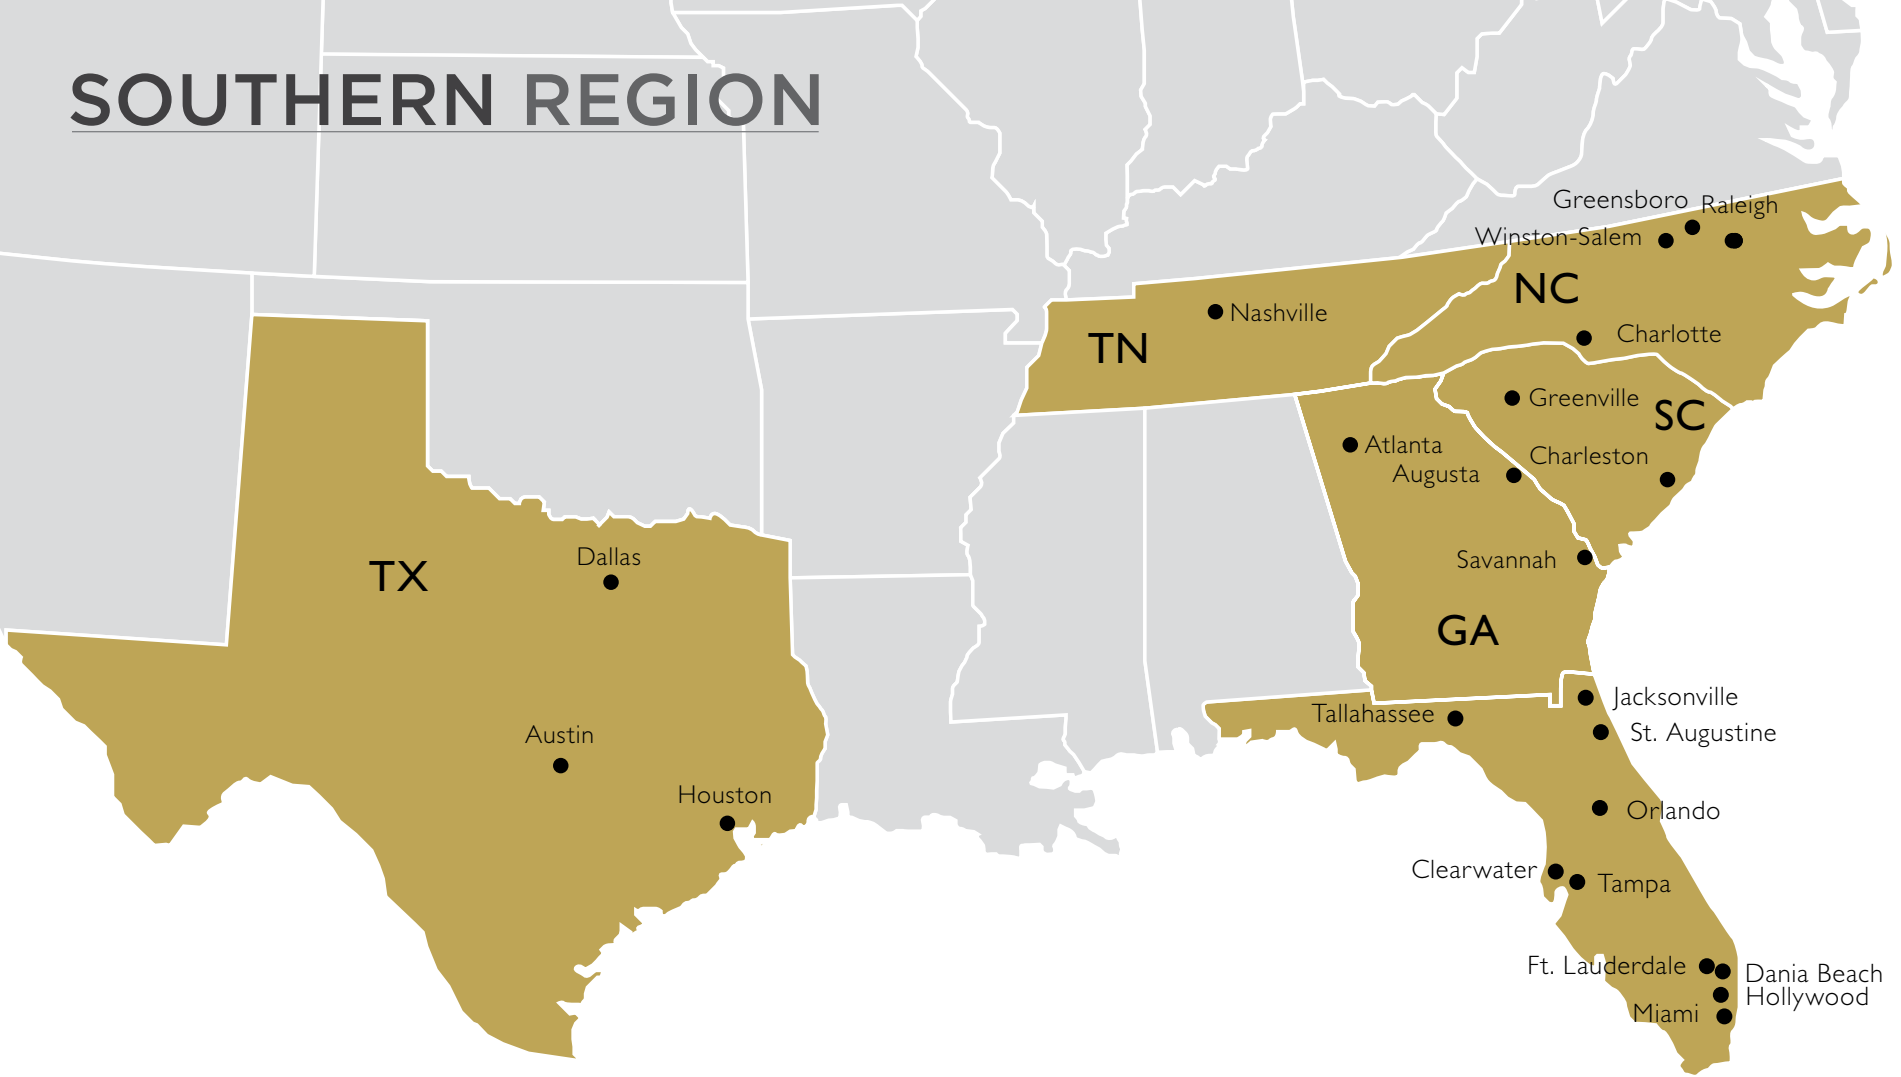 SOUTHERN REGION
Greensboro
Raleigh
Winston-Salem
NC
Nashville
TN
Charlotte
Greenville
SC
Atlanta
Charleston
Augusta
Dallas
Savannah
TX
GA
Jacksonville
Tallahassee
St. Augustine
Austin
Houston
Orlando
Clearwater
Tampa
Ft. Lauderdale
Dania Beach
Hollywood
Miami